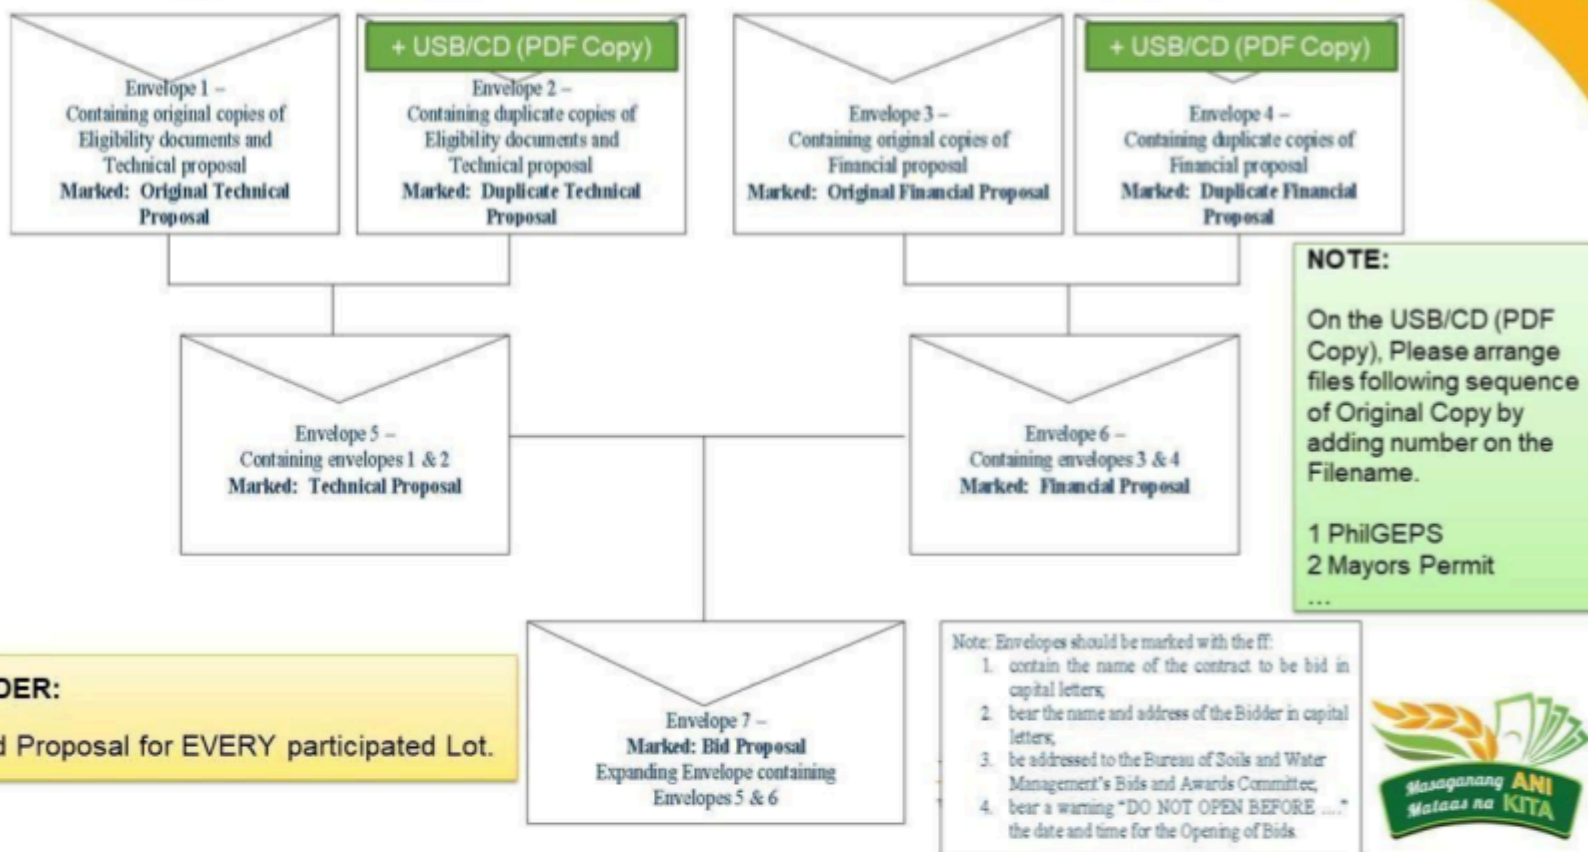 Envelope 1 –
Containing original copies of
Eligibility documents and
Technical proposal
Marked: Original Technical
Proposal
+ USB/CD (PDF Copy)
Envelope 2 –
Containing duplicate copies of
Eligibility documents and
Technical proposal
Marked: Duplicate Technical
Proposal
Envelope 3 –
Containing original copies of
Financial proposal
Marked: Original Financial Proposal
+ USB/CD (PDF Copy)
Envelope 4 –
Containing duplicate copies of
Financial proposal
Marked: Duplicate Financial
Proposal
NOTE:
On the USB/CD (PDF
Copy), Please arrange
files following sequence
of Original Copy by
adding number on the
Filename.
1 PhilGEPS
2 Mayors Permit
...
Envelope 5 –
Containing envelopes 1 & 2
Marked: Technical Proposal
Envelope 6 –
Containing envelopes 3 & 4
Marked: Financial Proposal
DER:
d Proposal for EVERY participated Lot.
Envelope 7 –
Marked: Bid Proposal
Expanding Envelope containing
Envelopes 5 & 6
Note: Envelopes should be marked with the ff:
1. contain the name of the contract to be bid in
capital letters;
2. bear the name and address of the Bidder in capital
letters;
3. be addressed to the Bureau of Soils and Water
Management's Bids and Awards Committee;
4. bear a warning "DO NOT OPEN BEFORE ...."
the date and time for the Opening of Bids.
Masaganang ANI
Mataas na KITA